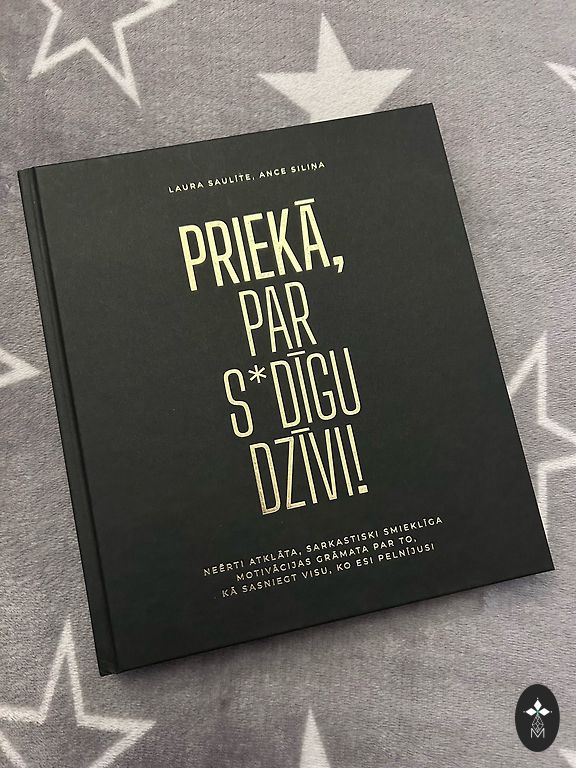 LAURA SAULĪTE, ANCE SILIŅA
PRIEKĀ,
PAR
S*DĪGU
DZĪVI!
NEĒRTI ATKLĀTA, SARKASTISKI SMIEKLĪGA
MOTIVĀCIJAS GRĀMATA PAR TO,
KĀ SASNIEGT VISU, KO ESI PELNĪJUSI
M